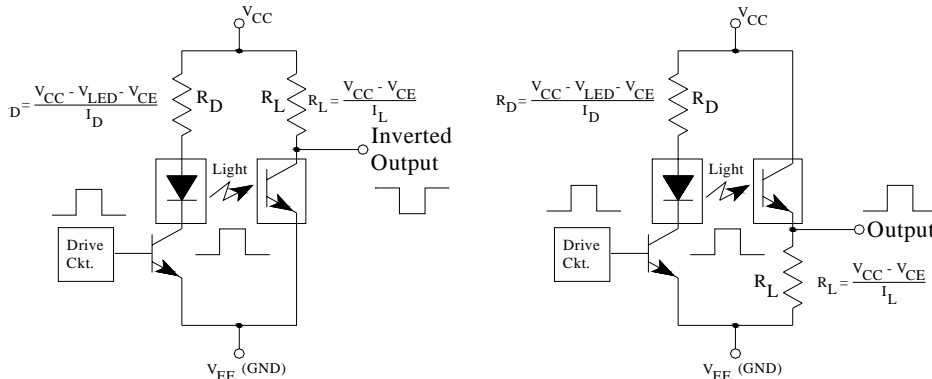 VCC
D = VCC - VLED - VCE
ID
RD
RL
RL = VCC - VCE
IL
Inverted
Output
Light
Drive
Ckt.
VEE (GND)
VCC
RD = VCC - VLED - VCE
ID
RD
Light
Drive
Ckt.
Output
RL
RL = VCC - VCE
IL
VEE (GND)